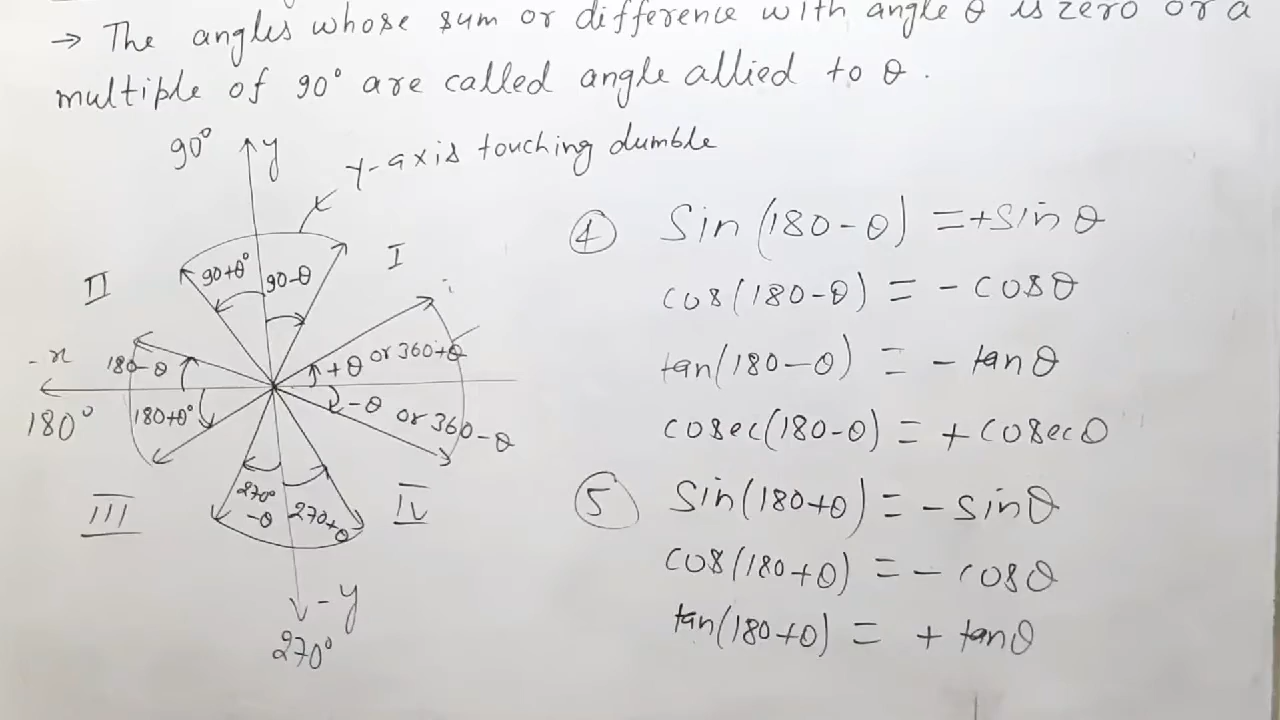 → The angles whose sum or difference with angle θ is zero or a
multiple of 90° are called angle allied to θ.
90°
y
y-axis touching dumble
I
II
90+θ°
90-θ
-x
180-θ
+θ or 360+θ
180°
180+θ°
-θ or 360-θ
III
270°
-θ
270+θ
IV
-y
270°
④ Sin(180-θ) =+sinθ
cos(180-θ) = - cosθ
tan(180-θ) = - tanθ
cosec(180-θ) = + cosecθ
⑤ Sin(180+θ) = - sinθ
cos(180+θ) = - cosθ
tan(180+θ) = + tanθ